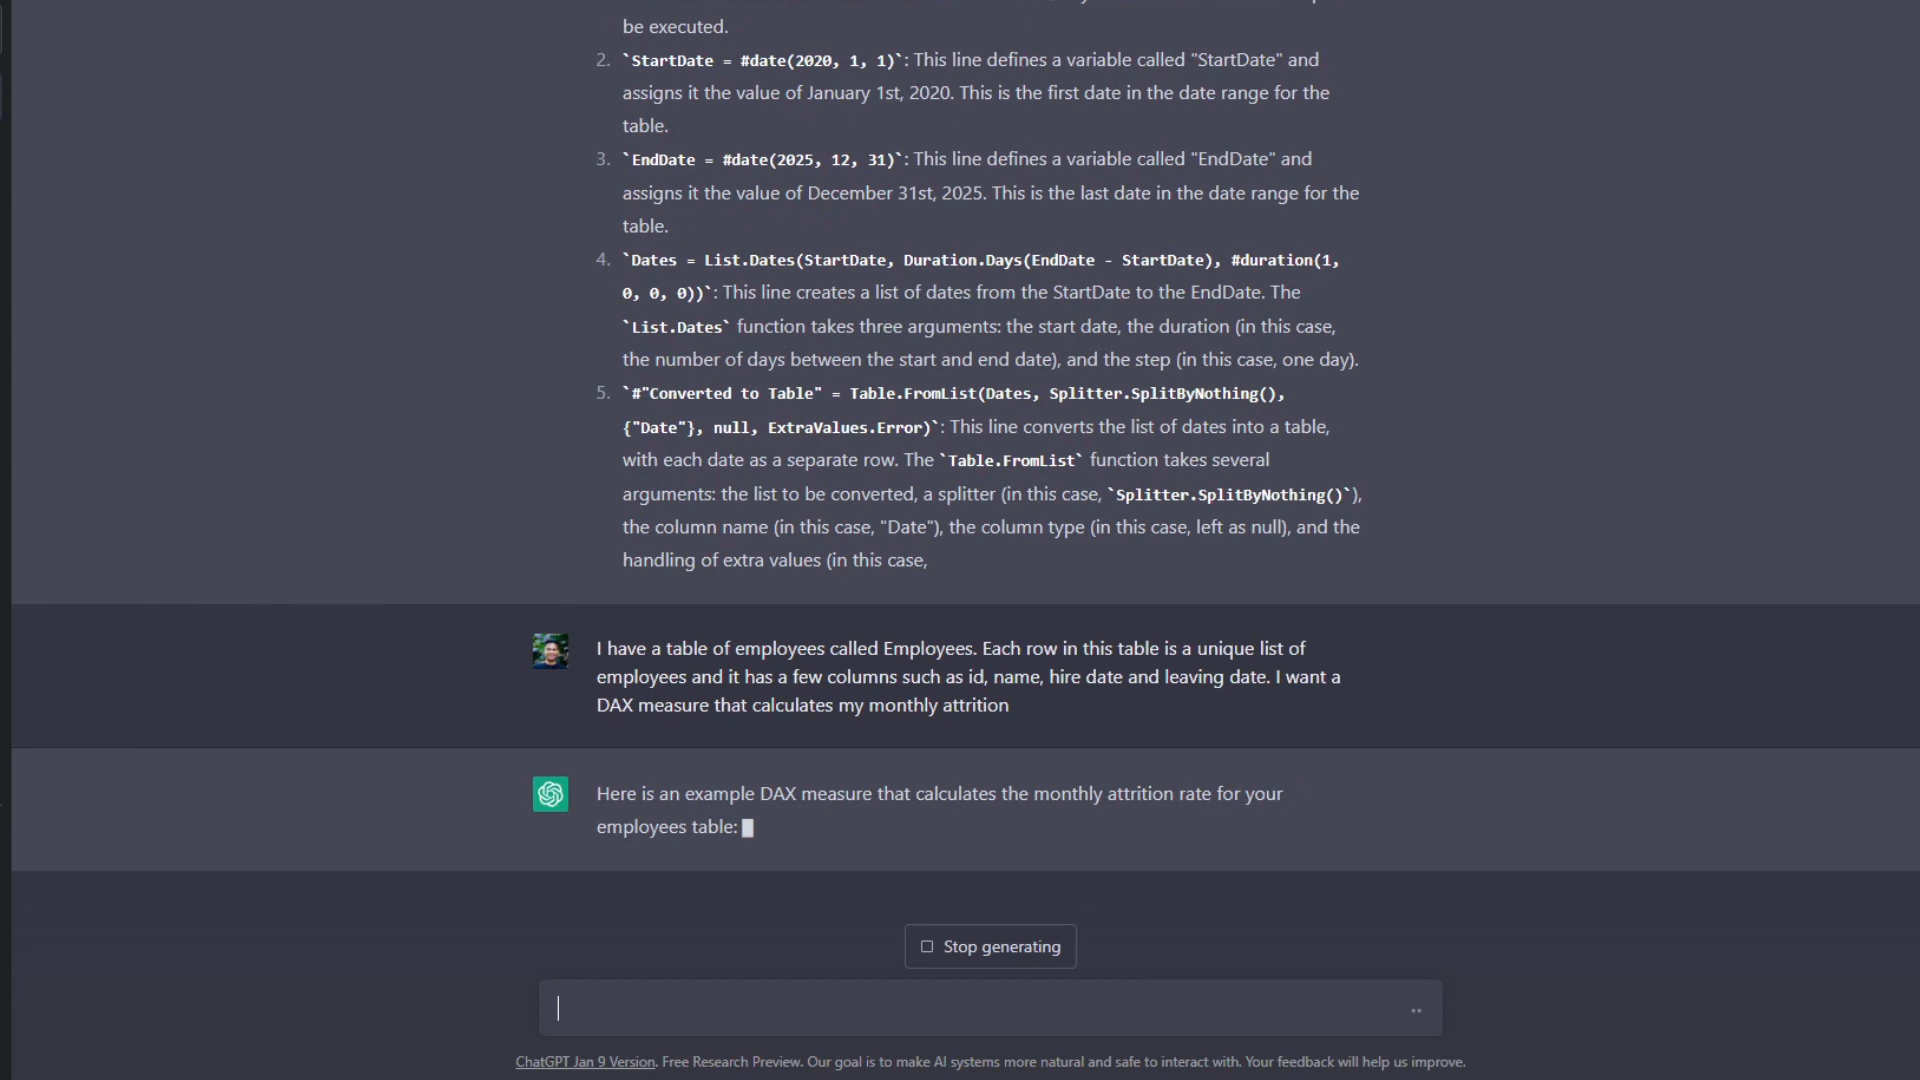 be executed.
2. `StartDate = #date(2020, 1, 1)`: This line defines a variable called "StartDate" and
assigns it the value of January 1st, 2020. This is the first date in the date range for the
table.
3. `EndDate = #date(2025, 12, 31)`: This line defines a variable called "EndDate" and
assigns it the value of December 31st, 2025. This is the last date in the date range for the
table.
4. `Dates = List.Dates(StartDate, Duration.Days(EndDate - StartDate), #duration(1,
0, 0, 0))`: This line creates a list of dates from the StartDate to the EndDate. The
`List.Dates` function takes three arguments: the start date, the duration (in this case,
the number of days between the start and end date), and the step (in this case, one day).
5. `#"Converted to Table" = Table.FromList(Dates, Splitter.SplitByNothing(),
{"Date"}, null, ExtraValues.Error)`: This line converts the list of dates into a table,
with each date as a separate row. The `Table.FromList` function takes several
arguments: the list to be converted, a splitter (in this case, `Splitter.SplitByNothing()`),
the column name (in this case, "Date"), the column type (in this case, left as null), and the
handling of extra values (in this case,
I have a table of employees called Employees. Each row in this table is a unique list of
employees and it has a few columns such as id, name, hire date and leaving date. I want a
DAX measure that calculates my monthly attrition
Here is an example DAX measure that calculates the monthly attrition rate for your
employees table:
Stop generating
ChatGPT Jan 9 Version. Free Research Preview. Our goal is to make AI systems more natural and safe to interact with. Your feedback will help us improve.